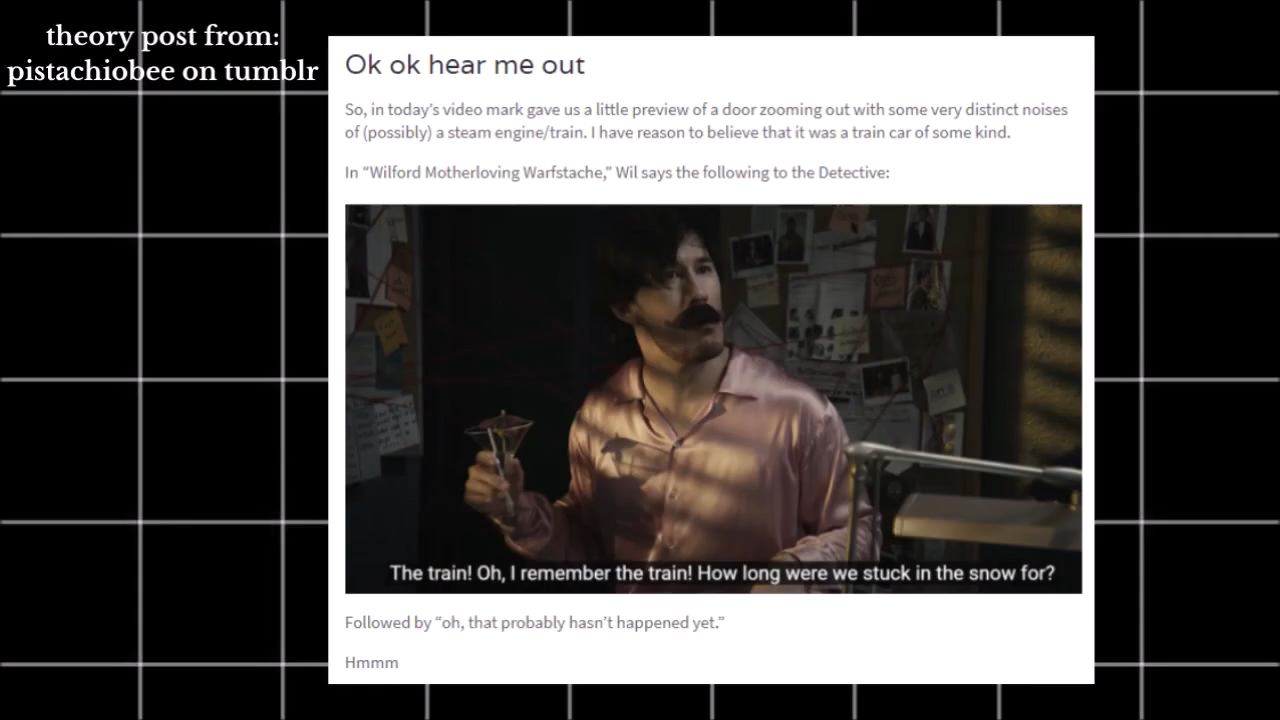 theory post from:
pistachiobee on tumblr
Ok ok hear me out
So, in today's video mark gave us a little preview of a door zooming out with some very distinct noises
of (possibly) a steam engine/train. I have reason to believe that it was a train car of some kind.
In “Wilford Motherloving Warfstache,” Wil says the following to the Detective:
The train! Oh, I remember the train! How long were we stuck in the snow for?
Followed by “oh, that probably hasn't happened yet.”
Hmmm